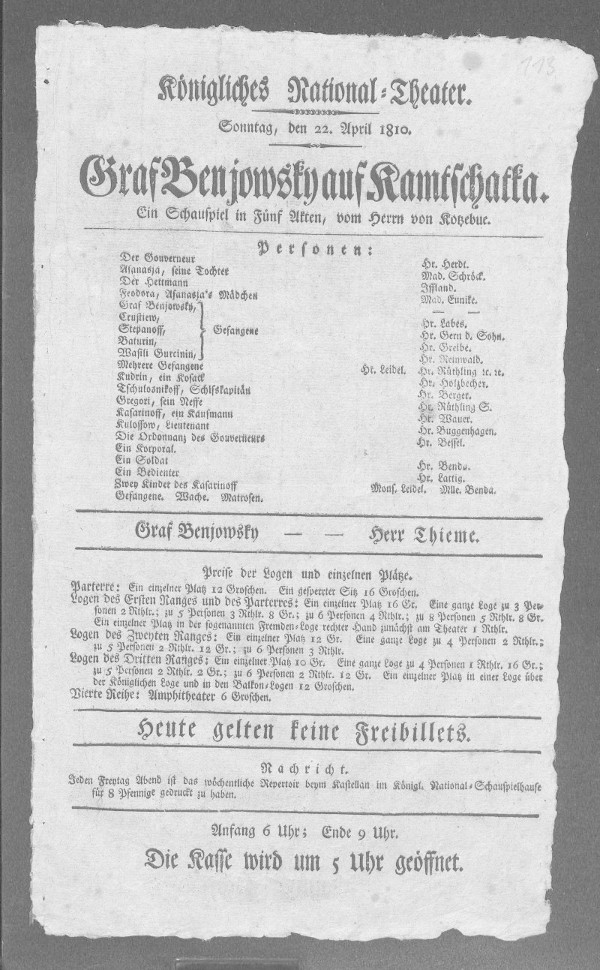 113
Königliches National-Theater.
Sonntag, den 22. April 1810.
Graf Benjowsky auf Kamtschatka.
Ein Schauspiel in Fünf Akten, vom Herrn von Kotzebue.
Personen:
Der Gouverneur Hr. Herdt.
Afanasja, seine Tochter Mad. Schröck.
Der Hettmann Iffland.
Feodora, Afanasja's Mädchen Mad. Eunike.
Graf Benjowsky, — —
Crustiew, Hr. Labes.
Stepanoff, Gefangene Hr. Gern d. Sohn.
Baturin, Hr. Greibe.
Wasili Gurcinin, Hr. Reinwald.
Mehrere Gefangene Hr. Leidel. Hr. Rüthling ıc. ıc.
Kudrin, ein Kosack Hr. Holzbecher.
Tschulosnikoff, Schifskapitän Hr. Berger.
Gregori, sein Neffe Hr. Rüthling S.
Kasarinoff, ein Kaufmann Hr. Wauer.
Kulossow, Lieutenant Hr. Buggenhagen.
Die Ordonnanz des Gouverneurs Hr. Bessel.
Ein Korporal.
Ein Soldat Hr. Benda.
Ein Bedienter Hr. Lattig.
Zwey Kinder des Kasarinoff Mons. Leidel. Mlle. Benda.
Gefangene. Wache. Matrosen.
Graf Benjowsky — — Herr Thieme.
Preise der Logen und einzelnen Plätze.
Parterre: Ein einzelner Platz 12 Groschen. Ein gesperrter Sitz 16 Groschen.
Logen des Ersten Ranges und des Parterres: Ein einzelner Platz 16 Gr. Eine ganze Loge zu 3 Per-
sonen 2 Rthlr.; zu 5 Personen 3 Rthlr. 8 Gr.; zu 6 Personen 4 Rthlr.; zu 8 Personen 5 Rthlr. 8 Gr.
Ein einzelner Platz in der sogenannten Fremden-Loge rechter Hand zunächst am Theater 1 Rthlr.
Logen des Zweyten Ranges: Ein einzelner Platz 12 Gr. Eine ganze Loge zu 4 Personen 2 Rthlr.;
zu 5 Personen 2 Rthlr. 12 Gr.; zu 6 Personen 3 Rthlr.
Logen des Dritten Ranges: Ein einzelner Platz 10 Gr. Eine ganze Loge zu 4 Personen 1 Rthlr. 16 Gr.;
zu 5 Personen 2 Rthlr. 2 Gr.; zu 6 Personen 2 Rthlr. 12 Gr. Ein einzelner Platz in einer Loge über
der Königlichen Loge und in den Balkon-Logen 12 Groschen.
Vierte Reihe: Amphitheater 6 Groschen.
Heute gelten keine Freibillets.
Nachricht.
Jeden Freytag Abend ist das wöchentliche Repertoir beym Kastellan im Königl. National-Schauspielhause
für 8 Pfennige gedruckt zu haben.
Anfang 6 Uhr; Ende 9 Uhr.
Die Kasse wird um 5 Uhr geöffnet.